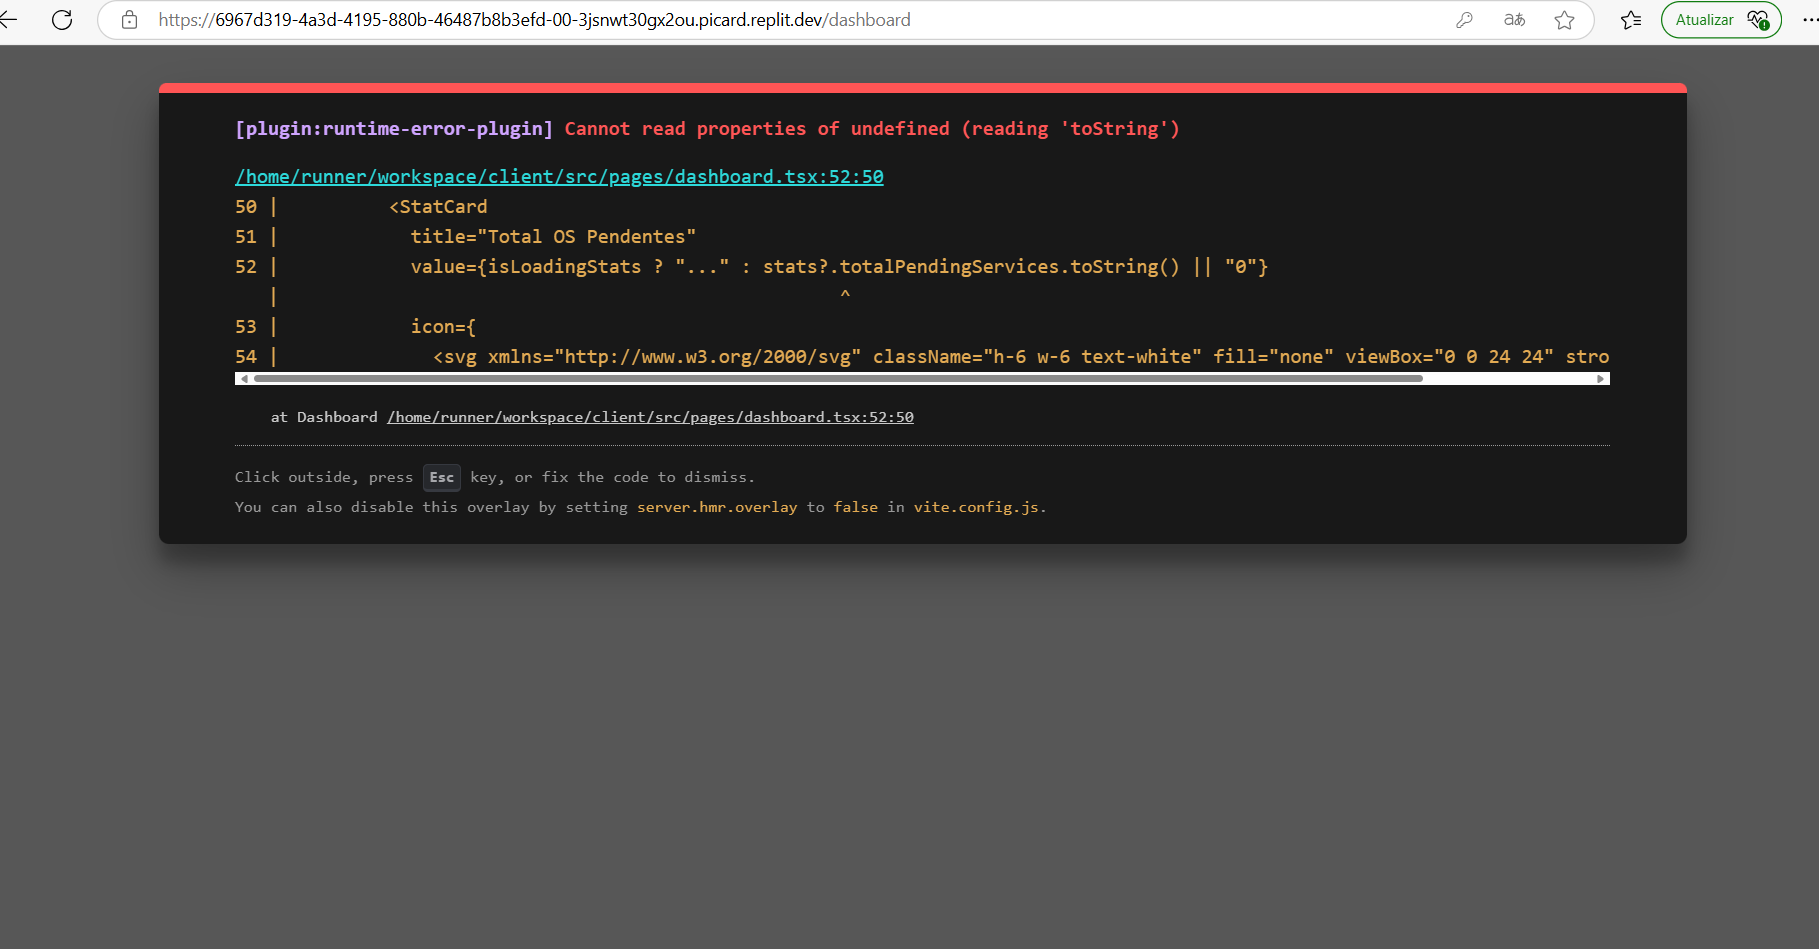 https://6967d319-4a3d-4195-880b-46487b8b3efd-00-3jsnwt30gx2ou.picard.replit.dev/dashboard
aあ
Atualizar
[plugin:runtime-error-plugin] Cannot read properties of undefined (reading 'toString')
/home/runner/workspace/client/src/pages/dashboard.tsx:52:50
50 |          <StatCard
51 |            title="Total OS Pendentes"
52 |            value={isLoadingStats ? "..." : stats?.totalPendingServices.toString() || "0"}
   |                                                   ^
53 |            icon={
54 |              <svg xmlns="http://www.w3.org/2000/svg" className="h-6 w-6 text-white" fill="none" viewBox="0 0 24 24" stro
at Dashboard /home/runner/workspace/client/src/pages/dashboard.tsx:52:50
Click outside, press Esc key, or fix the code to dismiss.
You can also disable this overlay by setting server.hmr.overlay to false in vite.config.js.